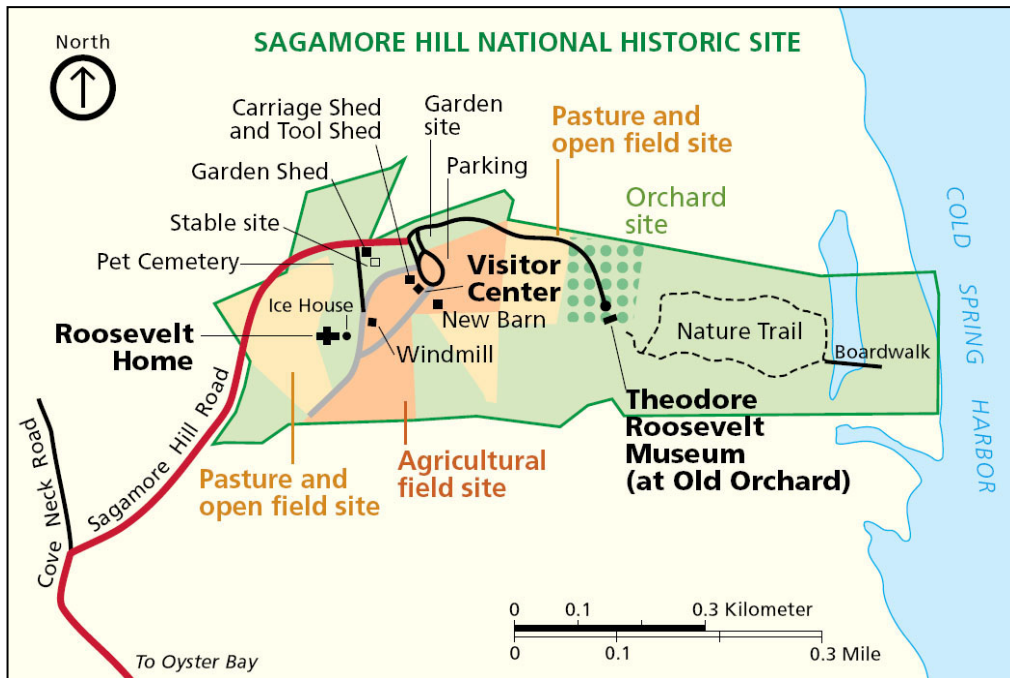 SAGAMORE HILL NATIONAL HISTORIC SITE
North
Carriage Shed
and Tool Shed
Garden
site
Parking
Pasture and
open field site
Garden Shed
Orchard
site
Stable site
Pet Cemetery
Visitor
Center
Ice House
New Barn
Roosevelt
Home
Windmill
Nature Trail
Boardwalk
COLD SPRING HARBOR
Theodore
Roosevelt
Museum
(at Old Orchard)
Pasture and
open field site
Agricultural
field site
Sagamore Hill Road
Cove Neck Road
To Oyster Bay
0 0.1 0.3 Kilometer
0 0.1 0.3 Mile